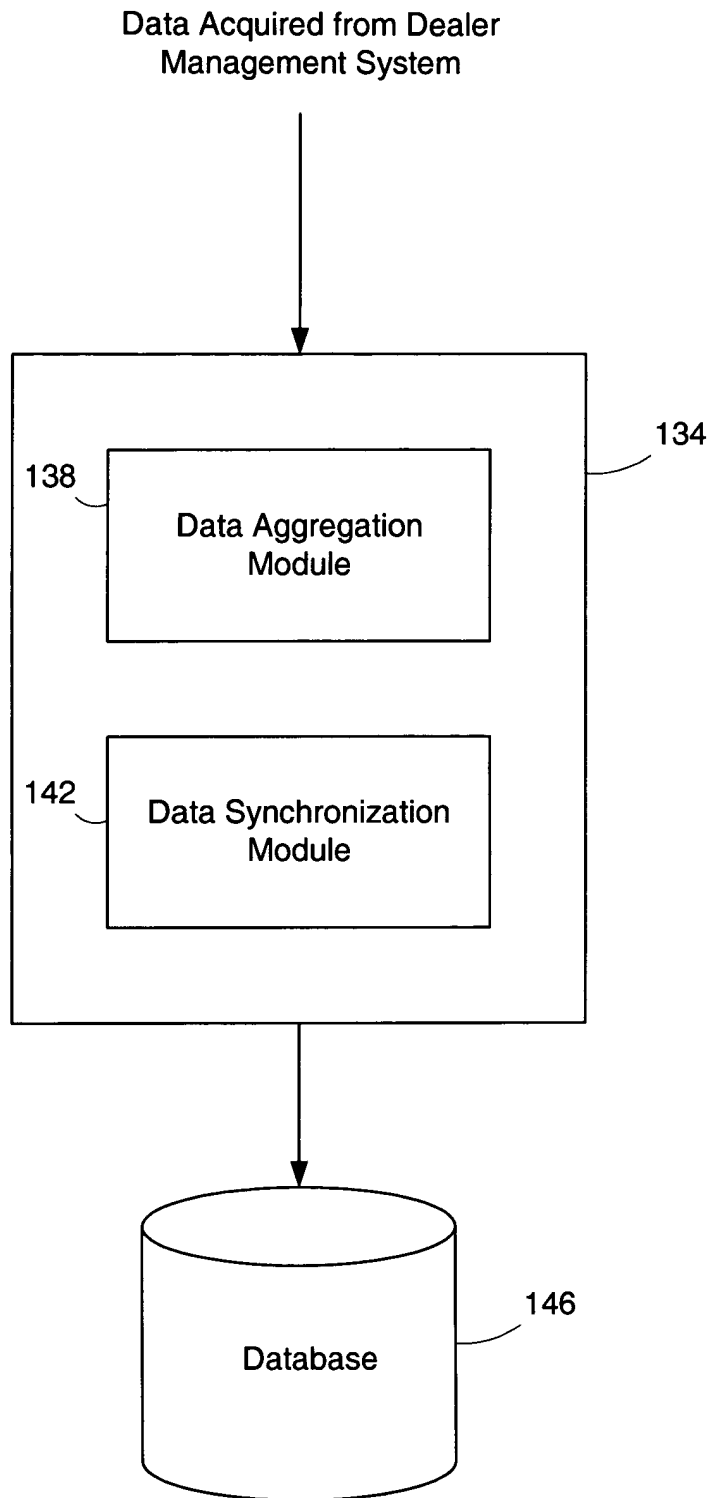 Data Acquired from Dealer
Management System
134
138
Data Aggregation
Module
142
Data Synchronization
Module
146
Database